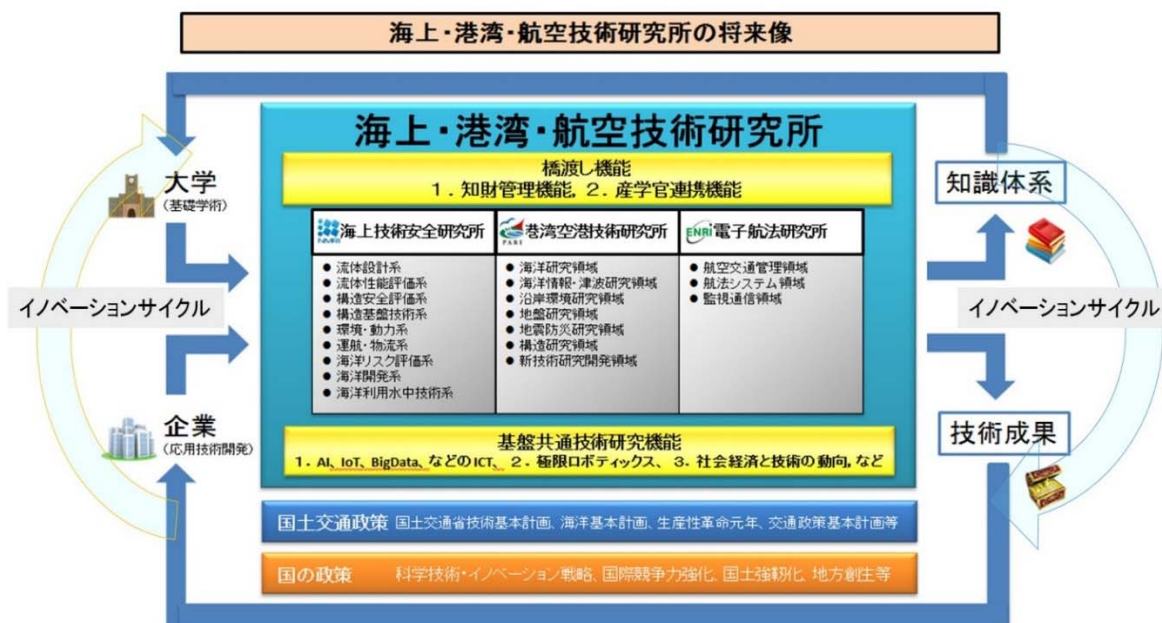 海上・港湾・航空技術研究所の将来像
海上・港湾・航空技術研究所
橋渡し機能
１．知財管理機能, ２．産学官連携機能
大学
（基礎学術）
イノベーションサイクル
企業
（応用技術開発）
海上技術安全研究所
流体設計系
流体性能評価系
構造安全評価系
構造基盤技術系
環境・動力系
運航・物流系
海洋リスク評価系
海洋開発系
海洋利用水中技術系
PARI
港湾空港技術研究所
海洋研究領域
海洋情報・津波研究領域
沿岸環境研究領域
地盤研究領域
地震防災研究領域
構造研究領域
新技術研究開発領域
ENRI
電子航法研究所
航空交通管理領域
航法システム領域
監視通信領域
知識体系
イノベーションサイクル
技術成果
基盤共通技術研究機能
１．AI、IoT、BigData、などのICT、２．極限ロボティックス、３．社会経済と技術の動向, など
国土交通政策 国土交通省技術基本計画、海洋基本計画、生産性革命元年、交通政策基本計画等
国の政策 科学技術・イノベーション戦略、国際競争力強化、国土強靭化、地方創生等